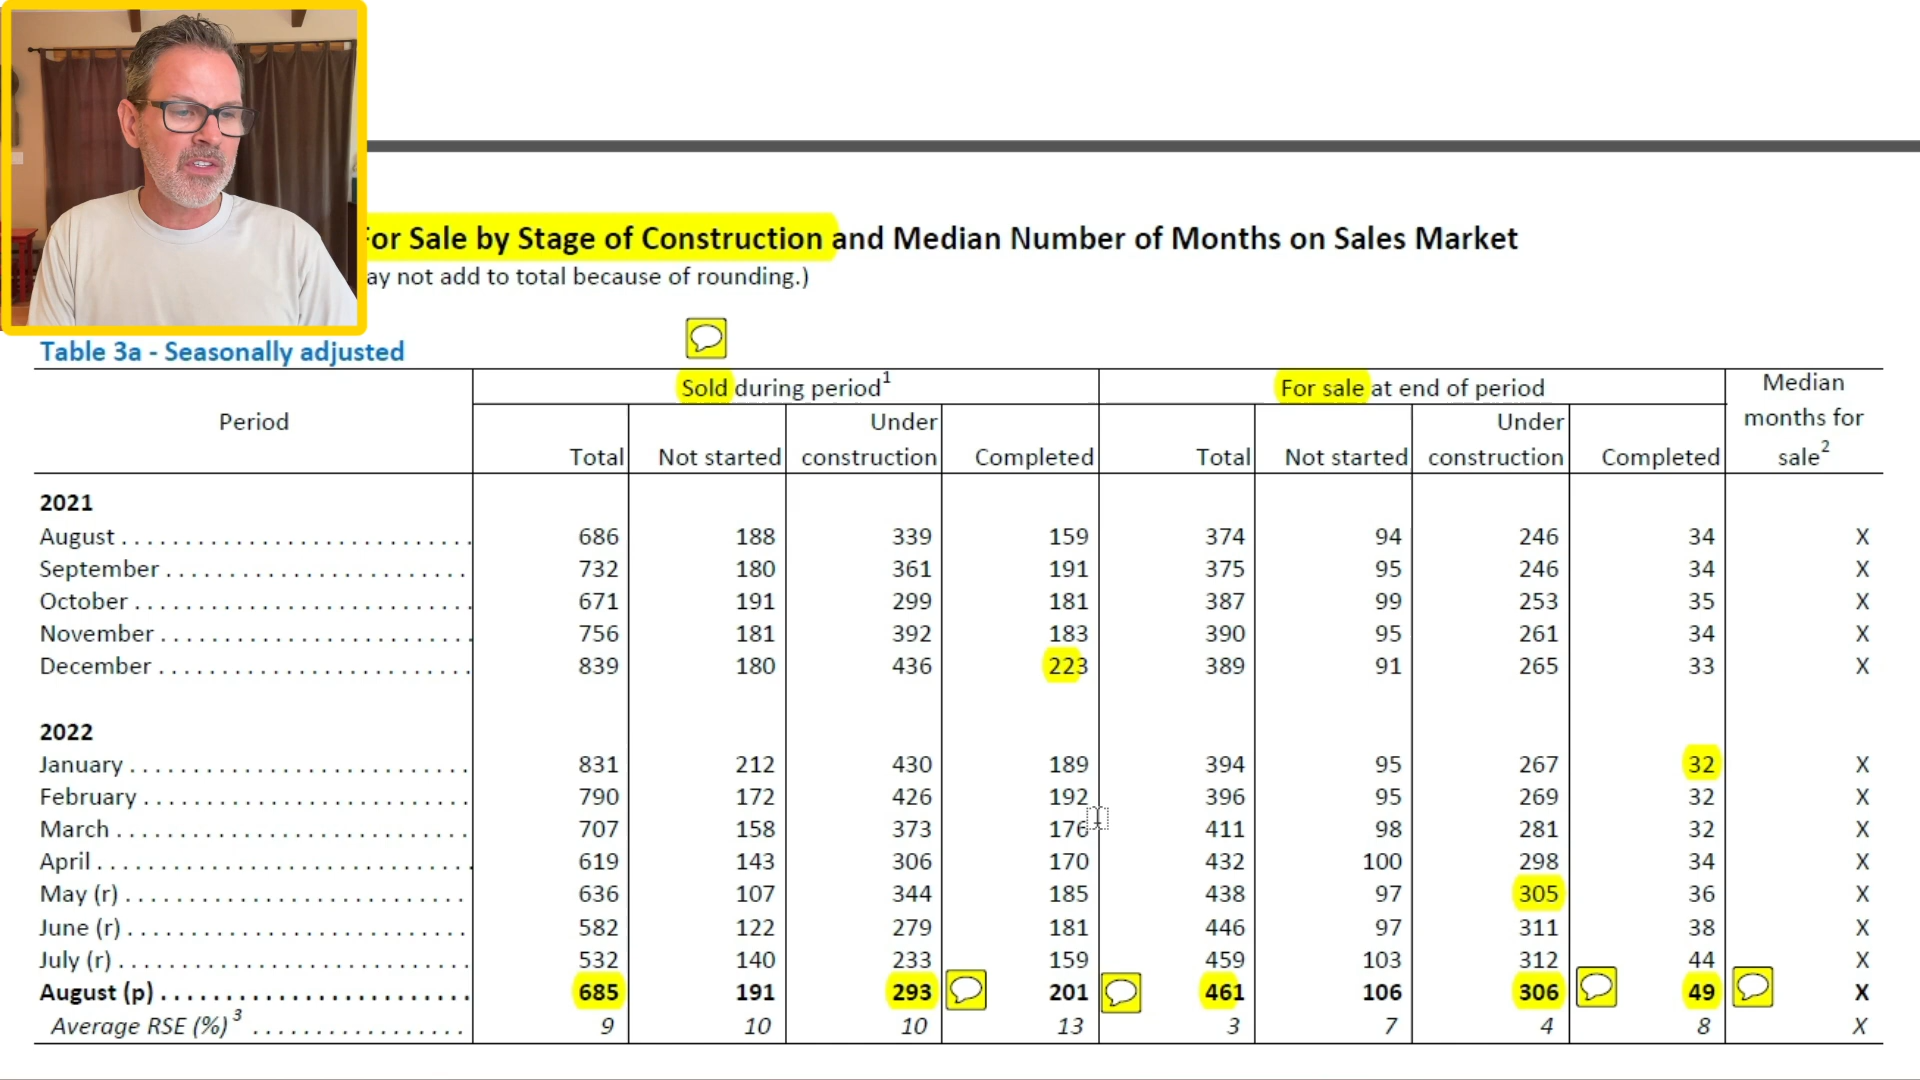 For Sale by Stage of Construction and Median Number of Months on Sales Market
ay not add to total because of rounding.)
Table 3a - Seasonally adjusted
Period | Sold during period1 | For sale at end of period | Median months for sale2
Total | Not started | Under construction | Completed | Total | Not started | Under construction | Completed
2021
August 686 188 339 159 374 94 246 34 X
September 732 180 361 191 375 95 246 34 X
October 671 191 299 181 387 99 253 35 X
November 756 181 392 183 390 95 261 34 X
December 839 180 436 223 389 91 265 33 X
2022
January 831 212 430 189 394 95 267 32 X
February 790 172 426 192 396 95 269 32 X
March 707 158 373 176 411 98 281 32 X
April 619 143 306 170 432 100 298 34 X
May (r) 636 107 344 185 438 97 305 36 X
June (r) 582 122 279 181 446 97 311 38 X
July (r) 532 140 233 159 459 103 312 44 X
August (p) 685 191 293 201 461 106 306 49 X
Average RSE (%)3 9 10 10 13 3 7 4 8 X